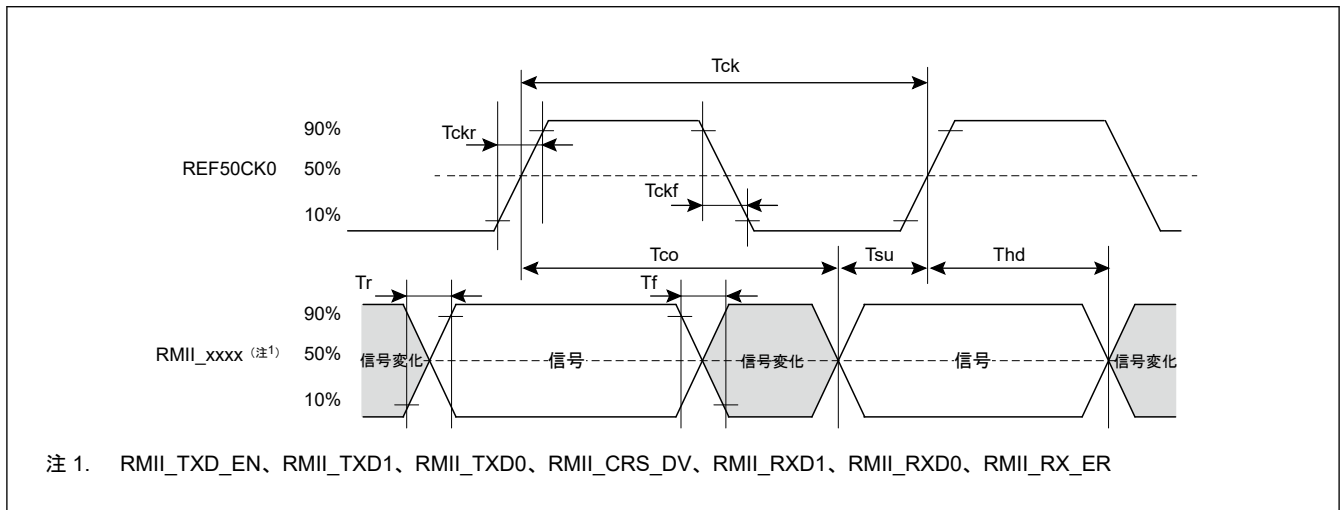 Tck
90%
Tckr
REF50CK0
50%
Tckf
10%
Tco
Tsu
Thd
Tr
Tf
90%
RMII_xxxx（注1）
50%
信号変化
信号
信号変化
信号
信号変化
10%
注 1. RMII_TXD_EN、RMII_TXD1、RMII_TXD0、RMII_CRS_DV、RMII_RXD1、RMII_RXD0、RMII_RX_ER